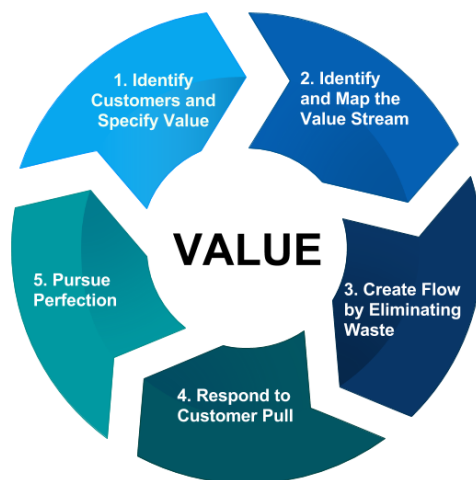 1. Identify
Customers and
Specify Value
2. Identify
and Map the
Value Stream
VALUE
3. Create Flow
by Eliminating
Waste
4. Respond to
Customer Pull
5. Pursue
Perfection